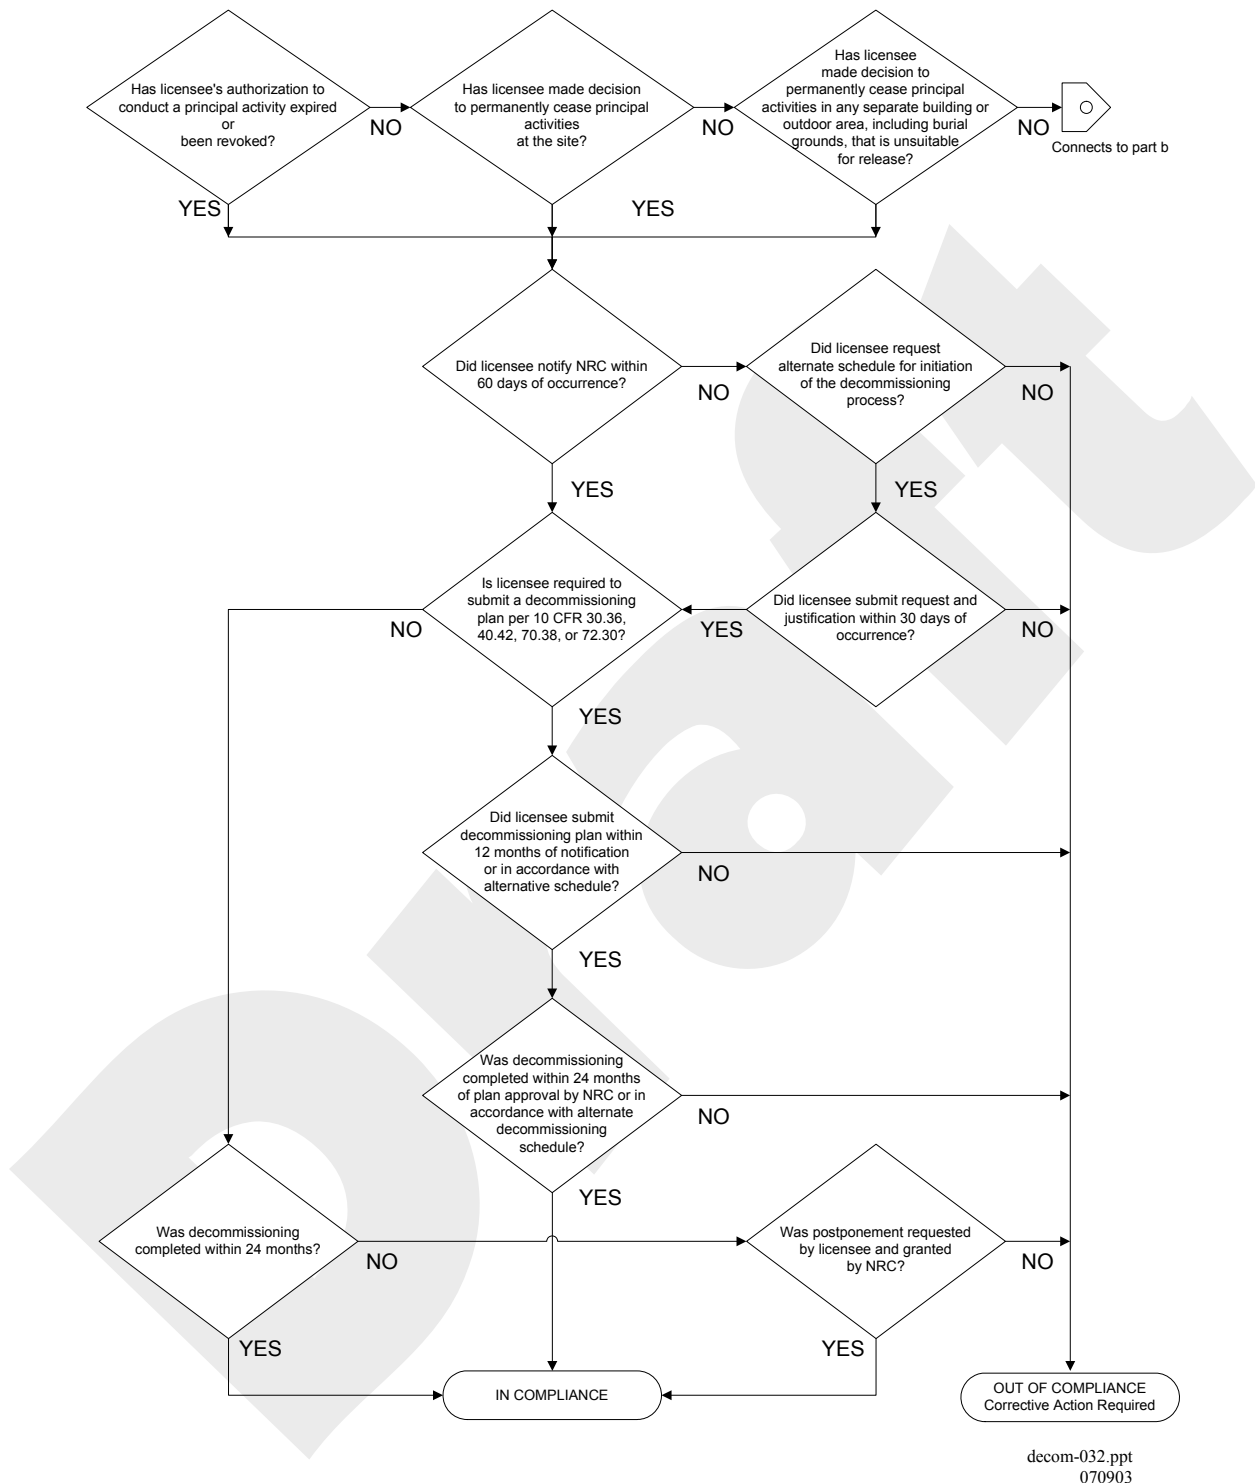 Has licensee's authorization to
conduct a principal activity expired
or
been revoked?
NO
YES
Has licensee made decision
to permanently cease principal
activities
at the site?
NO
YES
Has licensee
made decision to
permanently cease principal
activities in any separate building or
outdoor area, including burial
grounds, that is unsuitable
for release?
NO
Connects to part b
Did licensee notify NRC within
60 days of occurrence?
NO
YES
Did licensee request
alternate schedule for initiation
of the decommissioning
process?
NO
YES
Is licensee required to
submit a decommissioning
plan per 10 CFR 30.36,
40.42, 70.38, or 72.30?
NO
YES
Did licensee submit request and
justification within 30 days of
occurrence?
YES
NO
Did licensee submit
decommissioning plan within
12 months of notification
or in accordance with
alternative schedule?
NO
YES
Was decommissioning
completed within 24 months
of plan approval by NRC or in
accordance with alternate
decommissioning
schedule?
NO
YES
Was decommissioning
completed within 24 months?
NO
YES
Was postponement requested
by licensee and granted
by NRC?
NO
YES
IN COMPLIANCE
OUT OF COMPLIANCE
Corrective Action Required
decom-032.ppt
070903
Draft